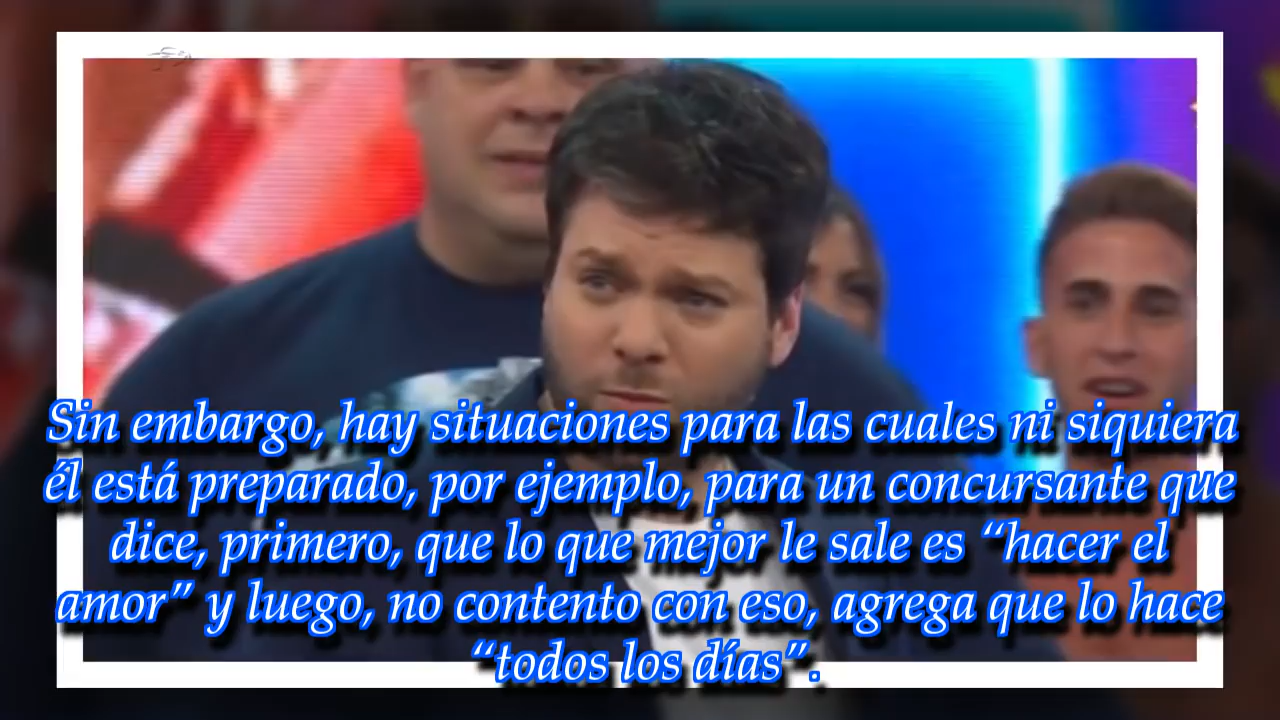 Sin embargo, hay situaciones para las cuales ni siquiera
él está preparado, por ejemplo, para un concursante que
dice, primero, que lo que mejor le sale es “hacer el
amor” y luego, no contento con eso, agrega que lo hace
“todos los días”.